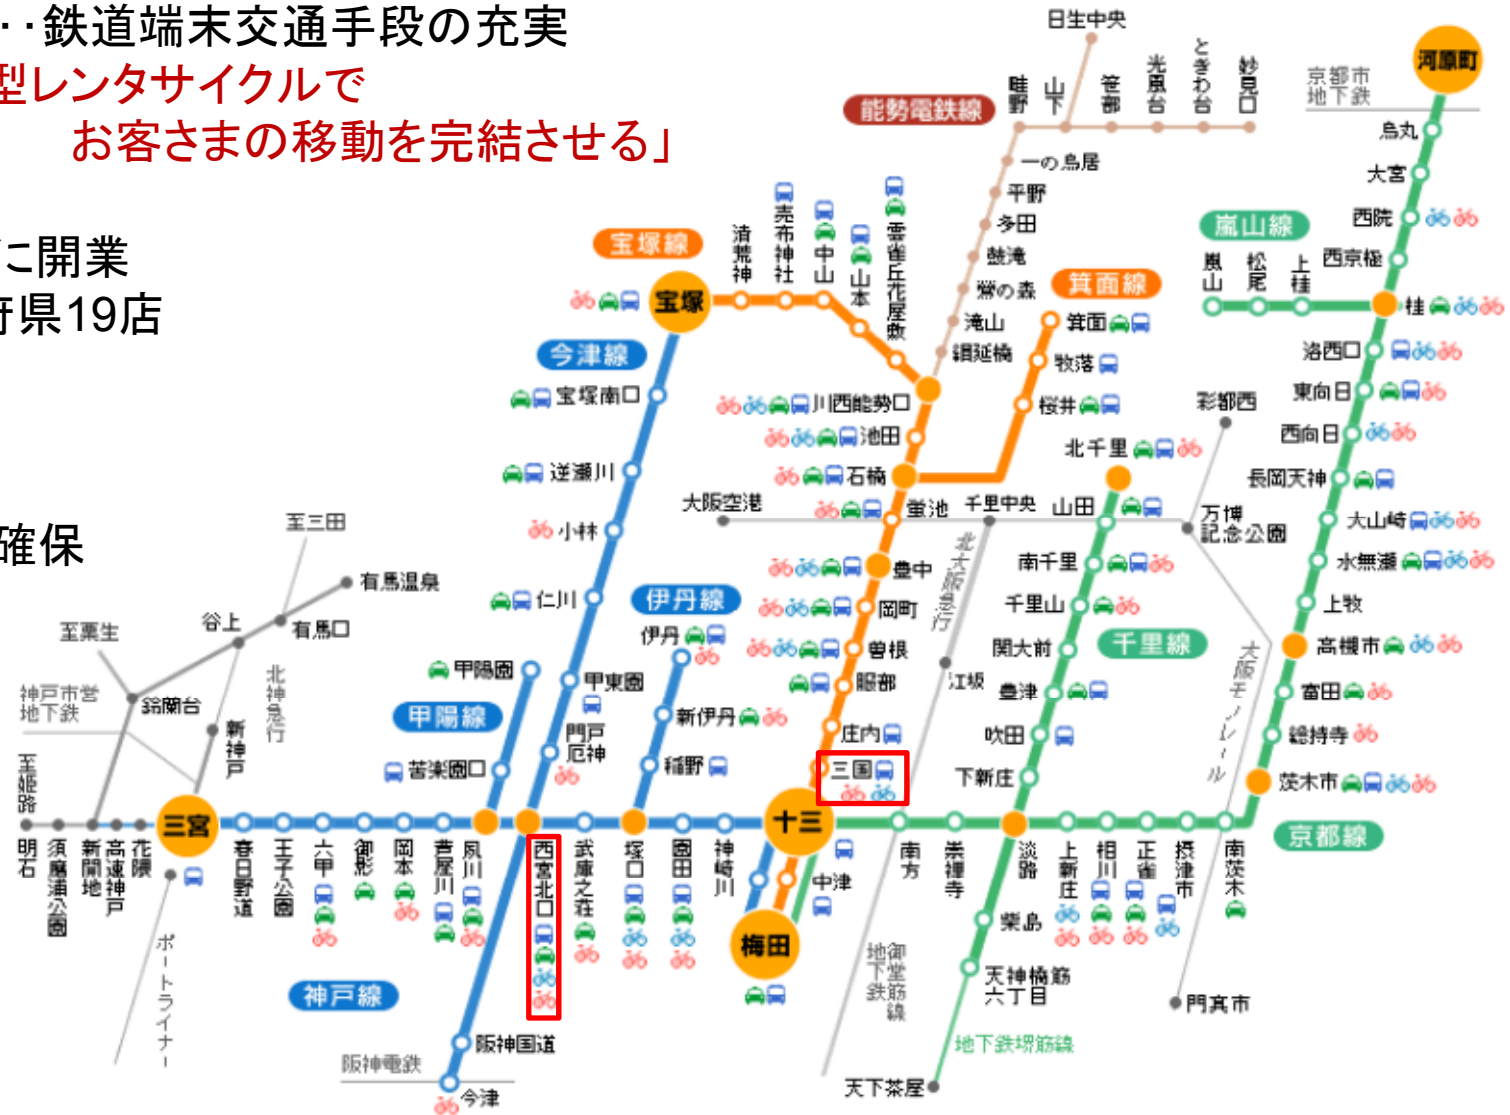 ‥鉄道端末交通手段の充実
型レンタサイクルで
お客さまの移動を完結させる」
に開業
府県19店
確保
日生中央
河原町
京都市
地下鉄
能勢電鉄線
畦野
山下
笹部
光風台
ときわ台
妙見口
烏丸
大宮
西院
西京極
嵐山線
嵐山
松尾
上桂
桂
洛西口
東向日
西向日
長岡天神
大山崎
水無瀬
上牧
高槻市
富田
総持寺
茨木市
京都線
一の鳥居
平野
多田
鼓滝
鶯の森
滝山
絹延橋
宝塚線
宝塚
清荒神
売布神社
中山
山本
雲雀丘花屋敷
箕面線
箕面
牧落
桜井
川西能勢口
池田
石橋
蛍池
豊中
岡町
曽根
服部
庄内
三国
十三
中津
梅田
今津線
宝塚南口
逆瀬川
小林
仁川
甲東園
門戸
厄神
伊丹線
伊丹
新伊丹
稲野
甲陽線
甲陽園
苦楽園口
大阪空港
千里中央
北大阪急行
江坂
彩都西
万博
記念公園
大阪モノレール
千里線
北千里
山田
南千里
千里山
関大前
豊津
吹田
下新庄
至三田
有馬温泉
有馬口
谷上
至粟生
鈴蘭台
北神急行
新神戸
神戸市営
地下鉄
至姫路
明石
須磨浦公園
新開地
高速神戸
花隈
三宮
ポートライナー
春日野道
王子公園
六甲
御影
岡本
芦屋川
夙川
西宮北口
武庫之荘
塚口
園田
神崎川
神戸線
阪神国道
阪神電鉄
今津
南方
崇禅寺
淡路
上新庄
相川
正雀
摂津市
南茨木
柴島
天神橋筋
六丁目
地下鉄堺筋線
天下茶屋
地下鉄
御堂筋線
門真市